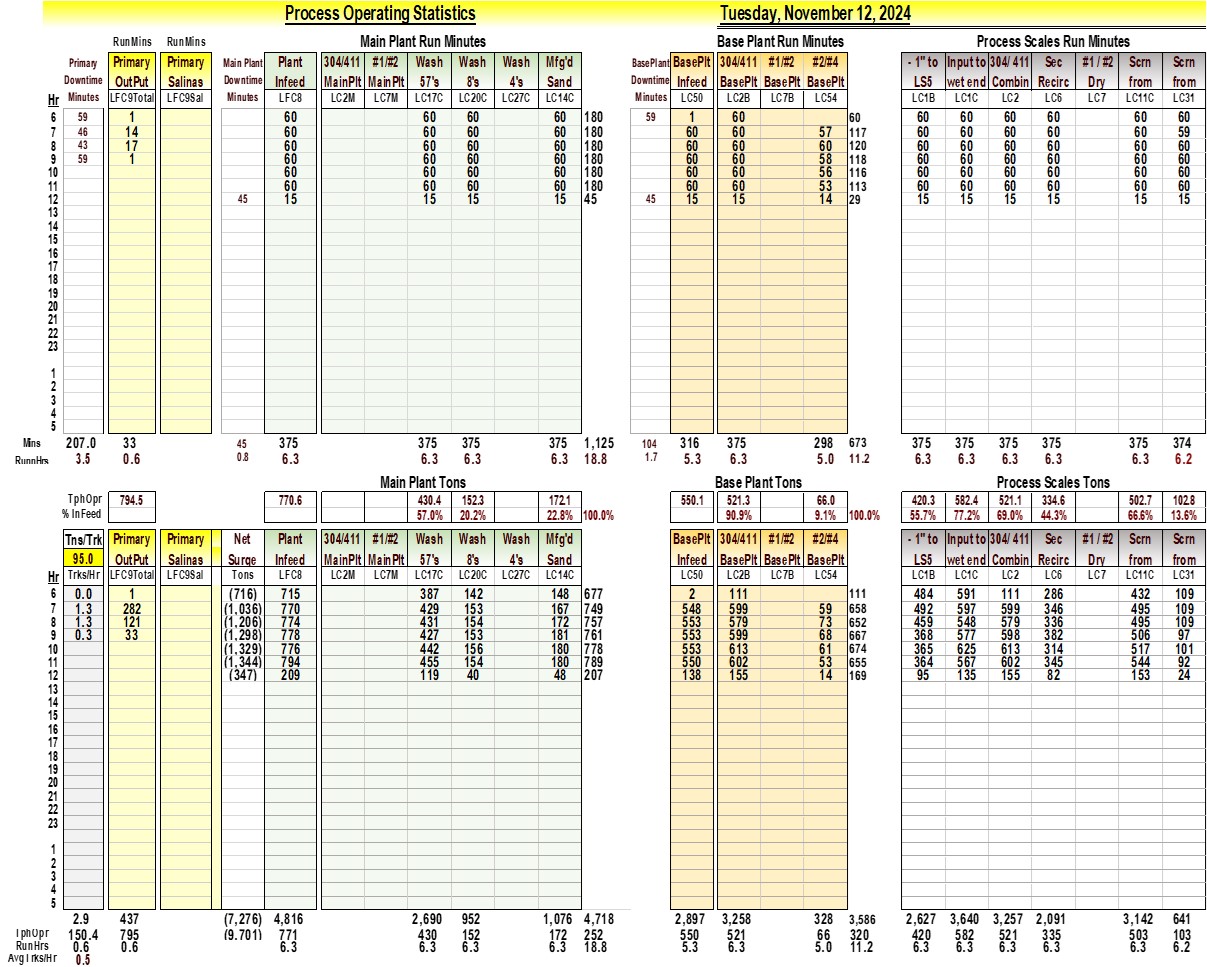 Process Operating Statistics Tuesday, November 12, 2024
RunMins RunMins Main Plant Run Minutes Base Plant Run Minutes Process Scales Run Minutes
Primary Primary Primary Main Plant Plant 304/411 #1/#2 Wash Wash Wash Mfg'd BasePlant BasePlt 304/411 #1/#2 #2/#4 - 1" to Input to 304/ 411 Sec #1 / #2 Scrn Scrn
Downtime OutPut Salinas Downtime Infeed MainPlt MainPlt 57's 8's 4's Sand Downtime Infeed BasePlt BasePlt BasePlt LS5 wet end Combin Recirc Dry from from
Hr Minutes LFC9Total LFC9Sal Minutes LFC8 LC2M LC7M LC17C LC20C LC27C LC14C Minutes LC50 LC2B LC7B LC54 LC1B LC1C LC2 LC6 LC7 LC11C LC31
6 59 1 60 60 60 60 180 59 1 60 60 60 60 60 60 60 60
7 46 14 60 60 60 60 180 60 60 57 117 60 60 60 60 60 59
8 43 17 60 60 60 60 180 60 60 60 120 60 60 60 60 60 60
9 59 1 60 60 60 60 180 60 60 58 118 60 60 60 60 60 60
10 60 60 60 60 180 60 60 56 116 60 60 60 60 60 60
11 60 60 60 60 180 60 60 53 113 60 60 60 60 60 60
12 45 15 15 15 15 45 45 15 15 14 29 15 15 15 15 15 15
13
14
15
16
17
18
19
20
21
22
23
1
2
3
4
5
Mins 207.0 33 45 375 375 375 375 1,125 104 316 375 298 673 375 375 375 375 375 374
RunnHrs 3.5 0.6 0.8 6.3 6.3 6.3 6.3 18.8 1.7 5.3 6.3 5.0 11.2 6.3 6.3 6.3 6.3 6.3 6.2
Main Plant Tons Base Plant Tons Process Scales Tons
TphOpr 794.5 770.6 430.4 152.3 172.1 550.1 521.3 66.0 420.3 582.4 521.1 334.6 502.7 102.8
% InFeed 57.0% 20.2% 22.8% 100.0% 90.9% 9.1% 100.0% 55.7% 77.2% 69.0% 44.3% 66.6% 13.6%
Tns/Trk Primary Primary Net Plant 304/411 #1/#2 Wash Wash Wash Mfg'd BasePlt 304/411 #1/#2 #2/#4 - 1" to Input to 304/ 411 Sec #1 / #2 Scrn Scrn
95.0 OutPut Salinas Surge Infeed MainPlt MainPlt 57's 8's 4's Sand Infeed BasePlt BasePlt BasePlt LS5 wet end Combin Recirc Dry from from
Hr Trks/Hr LFC9Total LFC9Sal Tons LFC8 LC2M LC7M LC17C LC20C LC27C LC14C LC50 LC2B LC7B LC54 LC1B LC1C LC2 LC6 LC7 LC11C LC31
6 0.0 1 (716) 715 387 142 148 677 2 111 111 484 591 111 286 432 109
7 1.3 282 (1,036) 770 429 153 167 749 548 599 59 658 492 597 599 346 495 109
8 1.3 121 (1,206) 774 431 154 172 757 553 579 73 652 459 548 579 336 495 109
9 0.3 33 (1,298) 778 427 153 181 761 553 599 68 667 368 577 598 382 506 97
10 (1,329) 776 442 156 180 778 553 613 61 674 365 625 613 314 517 101
11 (1,344) 794 455 154 180 789 550 602 53 655 364 567 602 345 544 92
12 (347) 209 119 40 48 207 138 155 14 169 95 135 155 82 153 24
13
14
15
16
17
18
19
20
21
22
23
1
2
3
4
5
2.9 437 (7,276) 4,816 2,690 952 1,076 4,718 2,897 3,258 328 3,586 2,627 3,640 3,257 2,091 3,142 641
TphOpr 150.4 795 (9.701) 771 430 152 172 252 550 521 66 320 420 582 521 335 503 103
RunHrs 0.6 0.6 6.3 6.3 6.3 6.3 18.8 5.3 6.3 5.0 11.2 6.3 6.3 6.3 6.3 6.3 6.2
AvgTrks/Hr 0.5